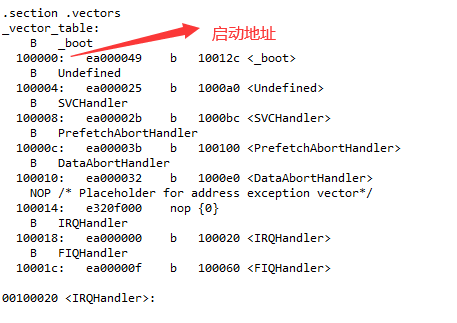 .section .vectors
_vector_table:
B _boot
启动地址
100000: ea000049 b 10012c <_boot>
B Undefined
100004: ea000025 b 1000a0 <Undefined>
B SVCHandler
100008: ea00002b b 1000bc <SVCHandler>
B PrefetchAbortHandler
10000c: ea00003b b 100100 <PrefetchAbortHandler>
B DataAbortHandler
100010: ea000032 b 1000e0 <DataAbortHandler>
NOP /* Placeholder for address exception vector*/
100014: e320f000 nop {0}
B IRQHandler
100018: ea000000 b 100020 <IRQHandler>
B FIQHandler
10001c: ea00000f b 100060 <FIQHandler>
00100020 <IRQHandler>: